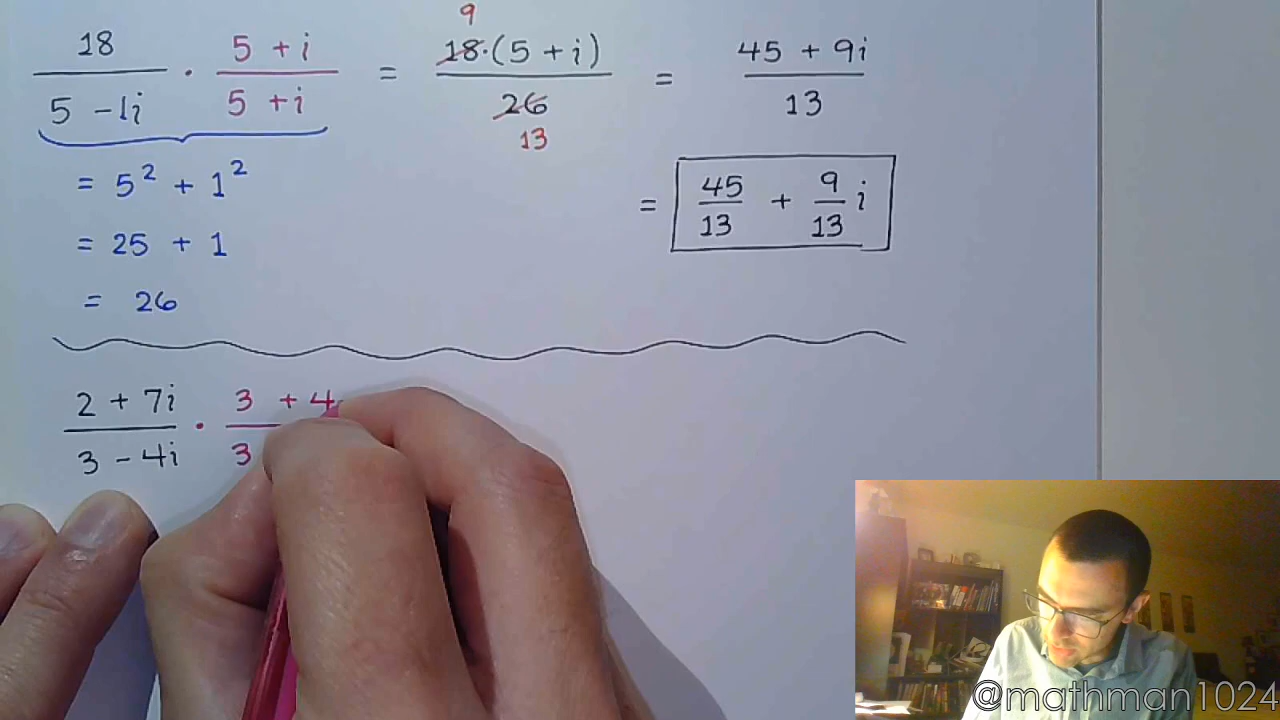 18 / (5 - 1i) · (5 + i) / (5 + i) = 18·(5 + i) / 26 = (45 + 9i) / 13
9
13
= 5² + 1²
= 45/13 + 9/13 i
= 25 + 1
= 26
(2 + 7i) / (3 - 4i) · 3 + 4 / 3
@mathman1024